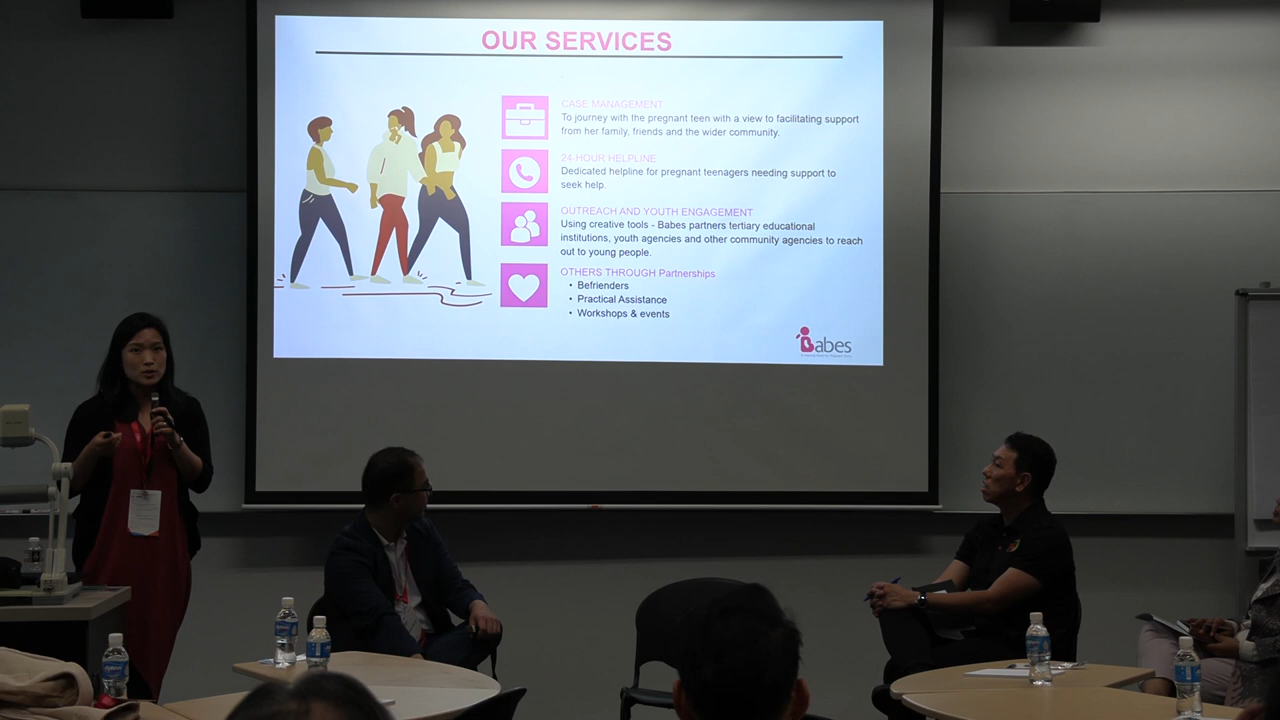 OUR SERVICES
CASE MANAGEMENT
To journey with the pregnant teen with a view to facilitating support
from her family, friends and the wider community.
24-HOUR HELPLINE
Dedicated helpline for pregnant teenagers needing support to
seek help.
OUTREACH AND YOUTH ENGAGEMENT
Using creative tools - Babes partners tertiary educational
institutions, youth agencies and other community agencies to reach
out to young people.
OTHERS THROUGH Partnerships
• Befrienders
• Practical Assistance
• Workshops & events
Babes